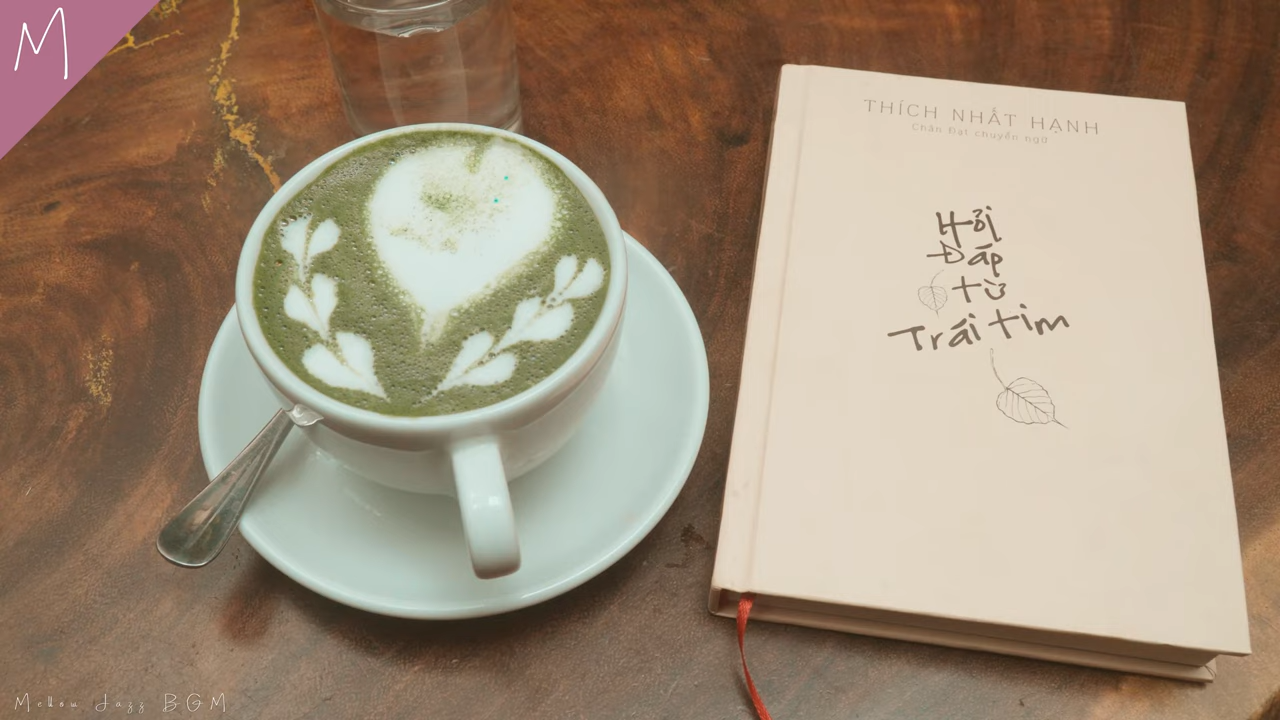 M
THÍCH NHẤT HẠNH
Chân Đạt chuyển ngữ
Hỏi
Đáp
từ
Trái tim
Mellow Jazz BGM